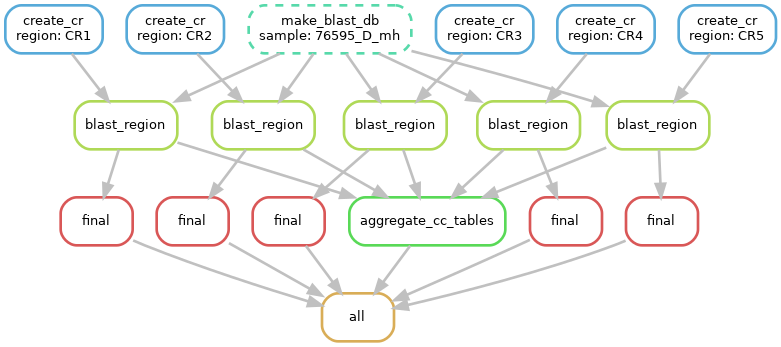 create_cr
region: CR1
create_cr
region: CR2
make_blast_db
sample: 76595_D_mh
create_cr
region: CR3
create_cr
region: CR4
create_cr
region: CR5
blast_region
blast_region
blast_region
blast_region
blast_region
final
final
final
aggregate_cc_tables
final
final
all